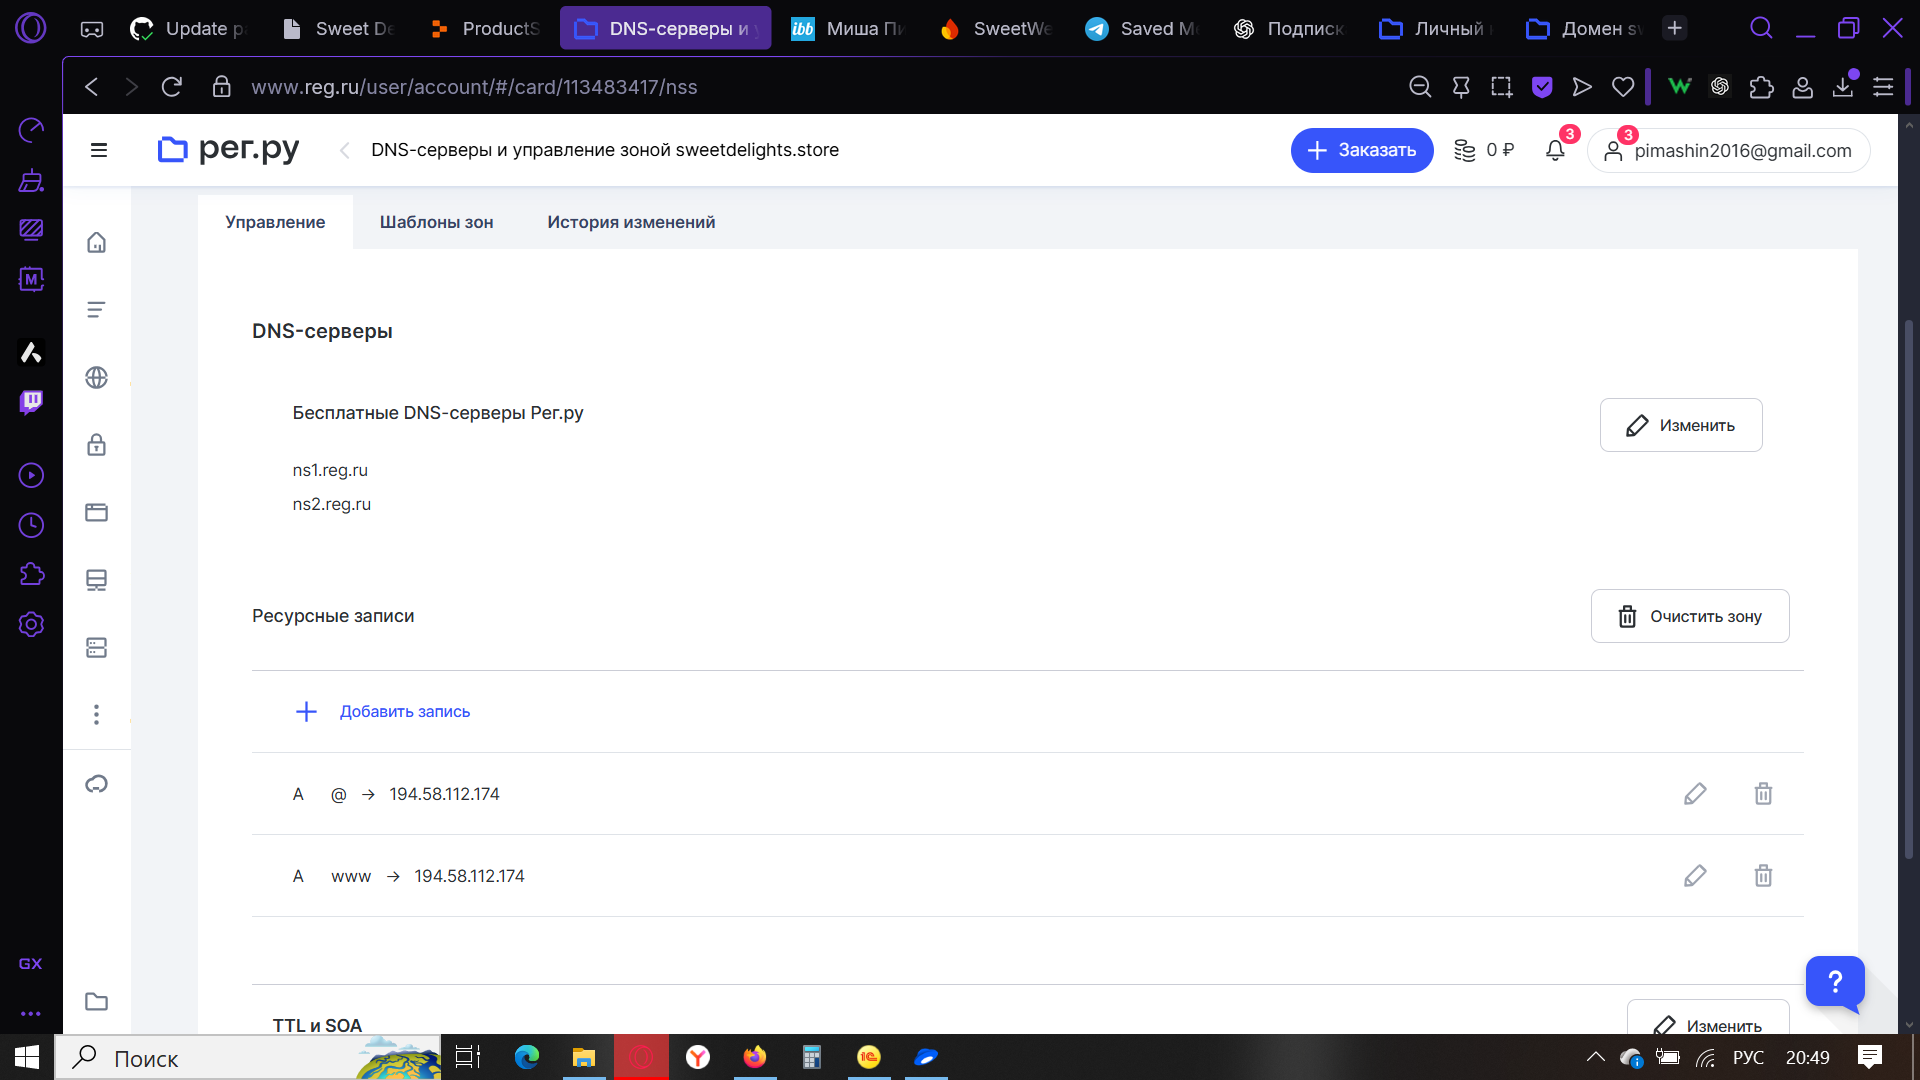 Update pa
Sweet De
ProductS
DNS-серверы и у
ibb
Миша Пи
SweetWe
Saved Me
Подписк
Личный к
Домен sw
www.reg.ru/user/account/#/card/113483417/nss
рег.ру
DNS-серверы и управление зоной sweetdelights.store
Заказать
0 ₽
3
3
pimashin2016@gmail.com
Управление
Шаблоны зон
История изменений
DNS-серверы
Бесплатные DNS-серверы Рег.ру
Изменить
ns1.reg.ru
ns2.reg.ru
Ресурсные записи
Очистить зону
Добавить запись
A @ → 194.58.112.174
A www → 194.58.112.174
TTL и SOA
Изменить
?
M
GX
Поиск
РУС
20:49